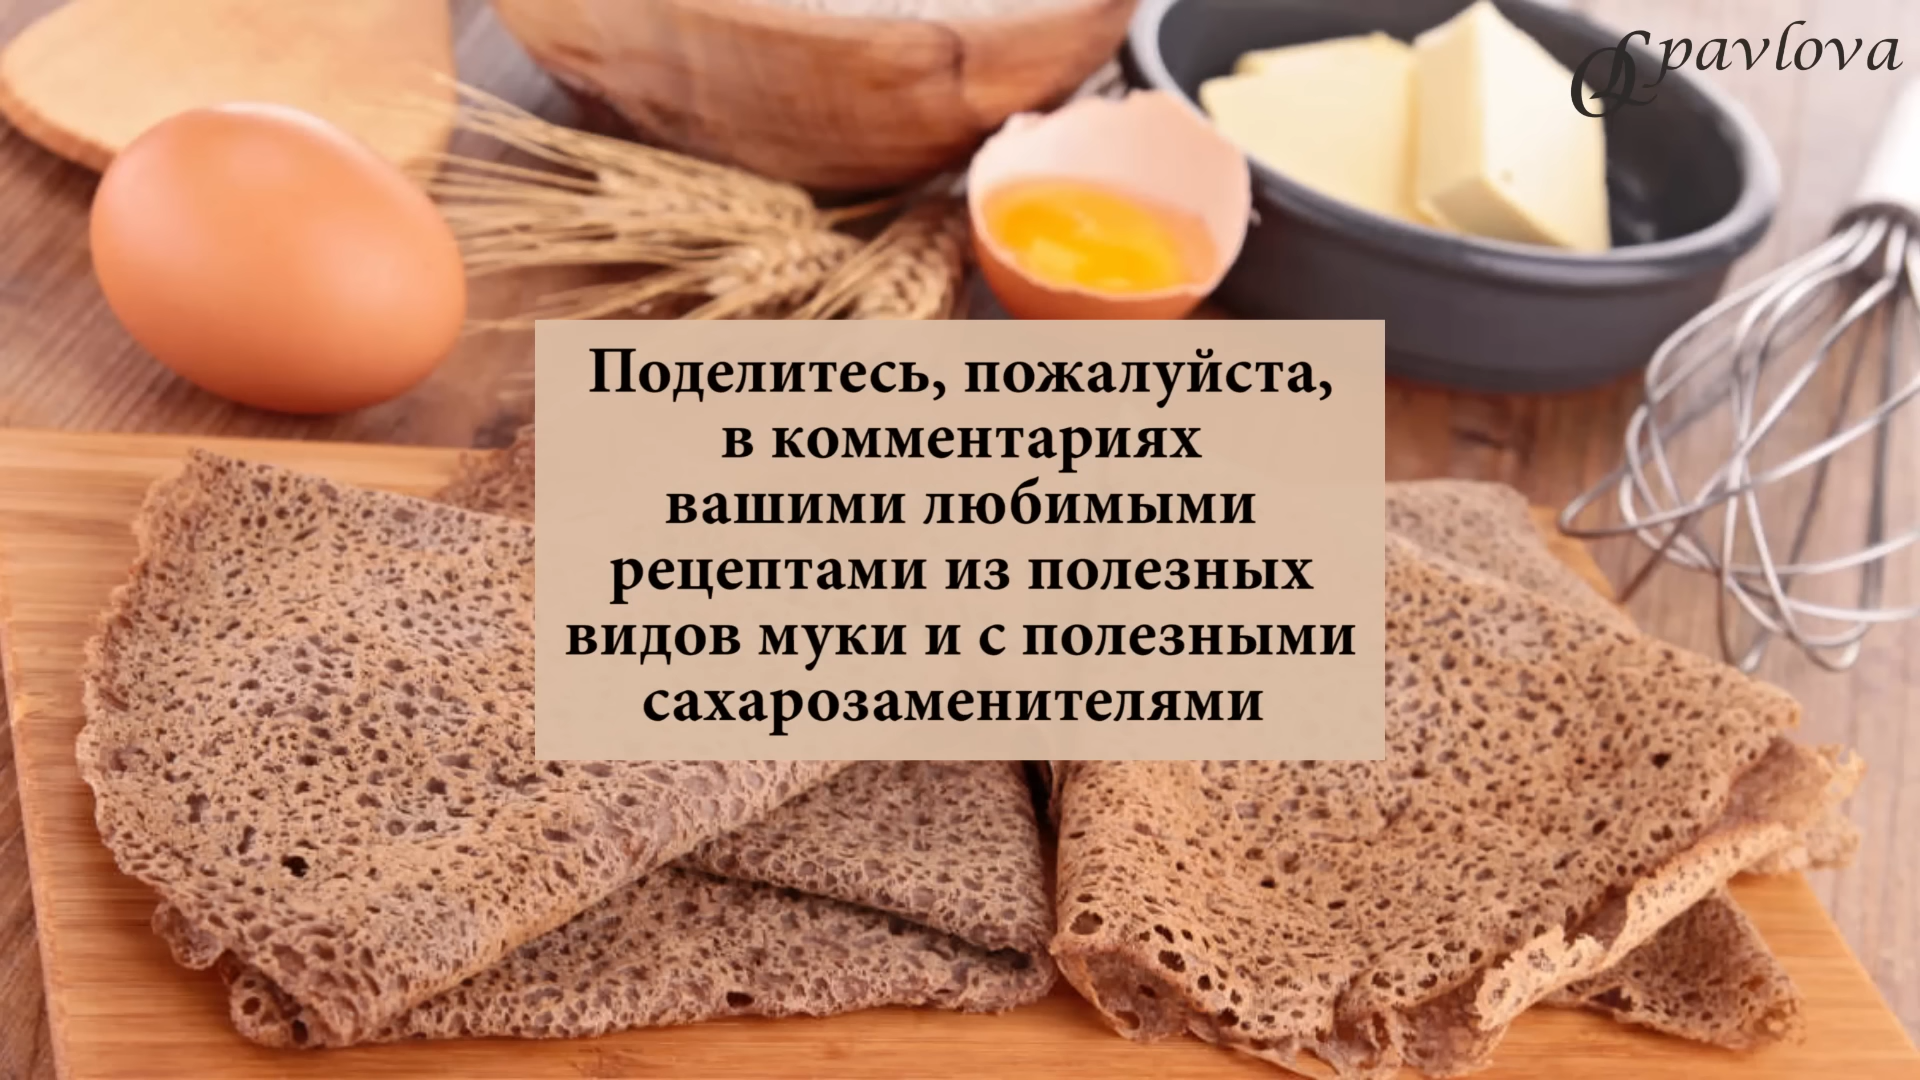 pavlova
Поделитесь, пожалуйста,
в комментариях
вашими любимыми
рецептами из полезных
видов муки и с полезными
сахарозаменителями